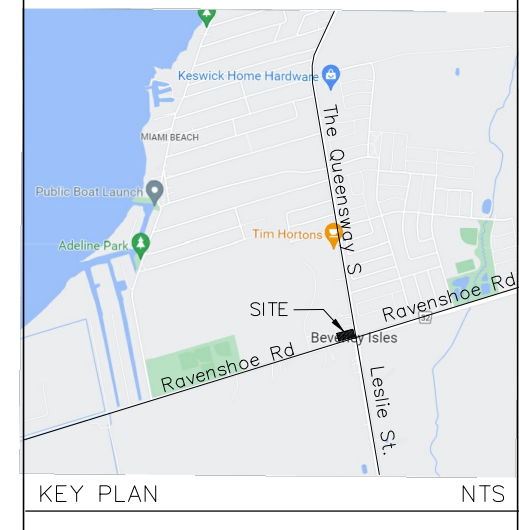 Keswick Home Hardware
MIAMI BEACH
The Queensway S
Public Boat Launch
Tim Hortons
Adeline Park
Ravenshoe Rd
32
SITE
Beverley Isles
Ravenshoe Rd
Leslie St.
KEY PLAN
NTS